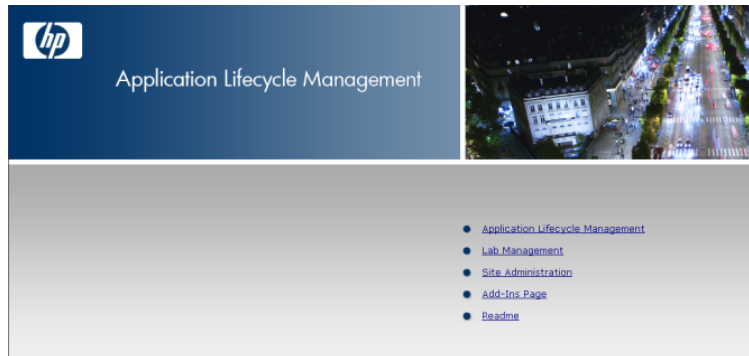 hp
Application Lifecycle Management
Application Lifecycle Management
Lab Management
Site Administration
Add-Ins Page
Readme